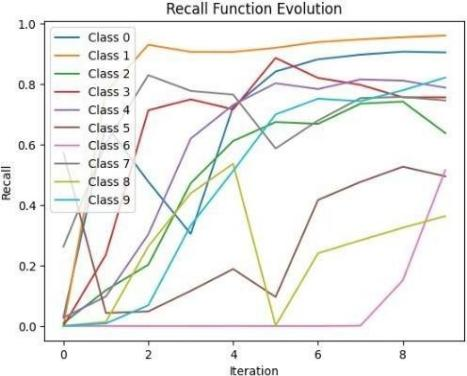 Recall Function Evolution
1.0
0.8
0.6
0.4
0.2
0.0
Recall
Class 0
Class 1
Class 2
Class 3
Class 4
Class 5
Class 6
Class 7
Class 8
Class 9
0 2 4 6 8
Iteration